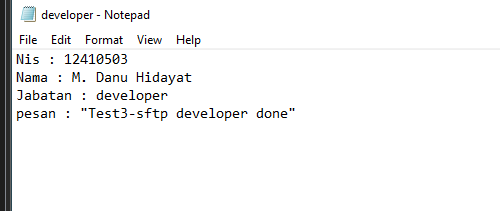 developer - Notepad
File Edit Format View Help
Nis : 12410503
Nama : M. Danu Hidayat
Jabatan : developer
pesan : "Test3-sftp developer done"